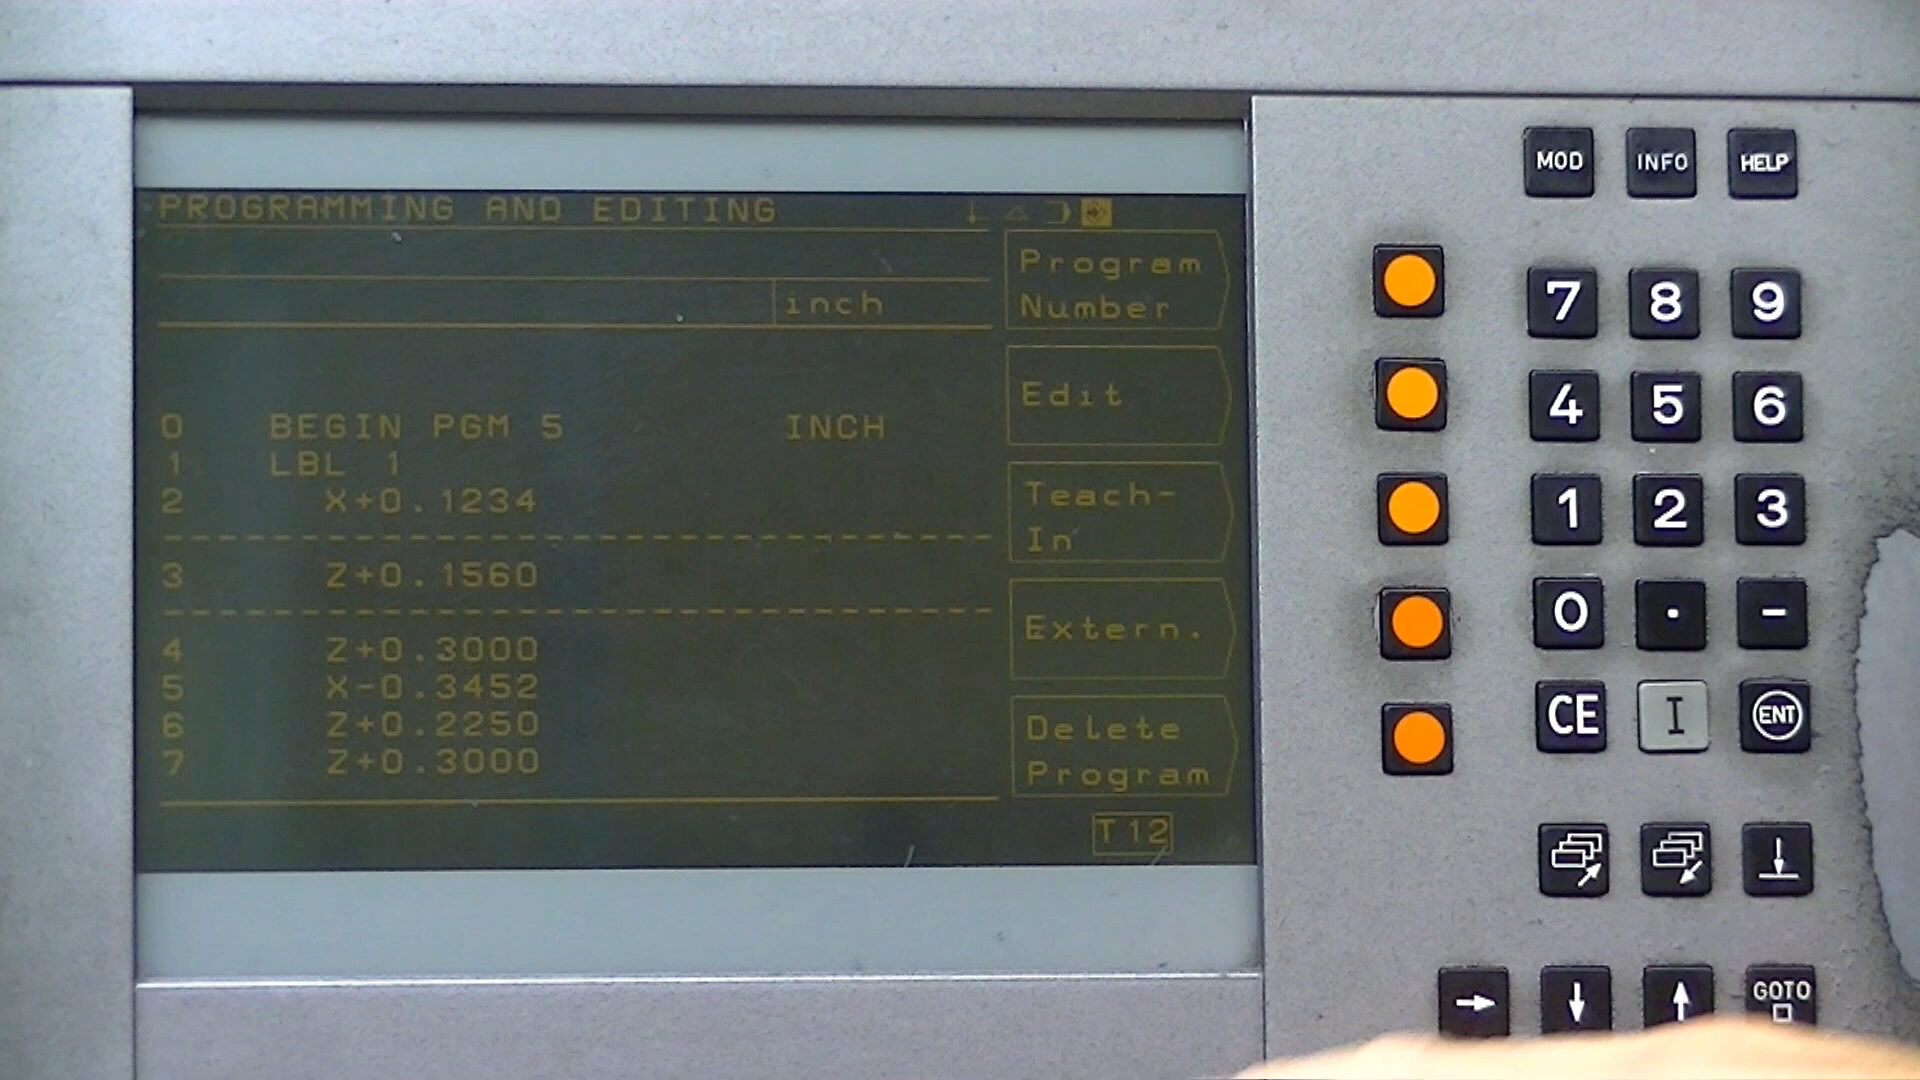 PROGRAMMING AND EDITING
inch
0 BEGIN PGM 5 INCH
1 LBL 1
2 X+0.1234
3 Z+0.1560
4 Z+0.3000
5 X-0.3452
6 Z+0.2250
7 Z+0.3000
Program
Number
Edit
Teach-
In
Extern.
Delete
Program
T 12
MOD INFO HELP
7 8 9
4 5 6
1 2 3
0 . -
CE I ENT
GOTO